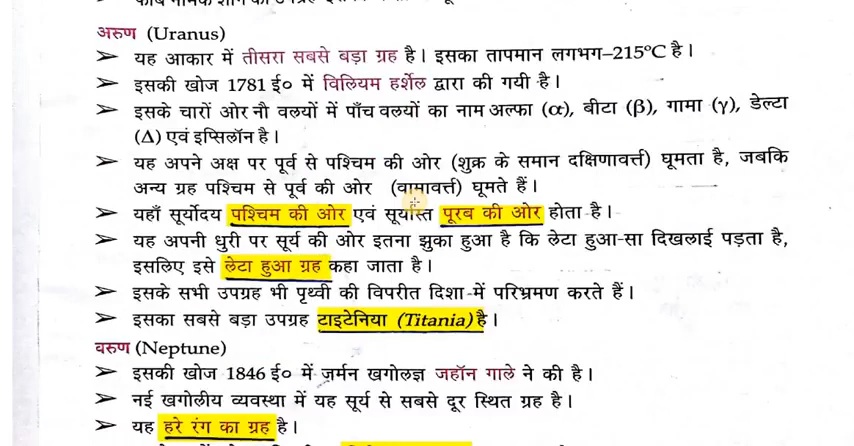 अरुण (Uranus)
➢ यह आकार में तीसरा सबसे बड़ा ग्रह है। इसका तापमान लगभग–215°C है।
➢ इसकी खोज 1781 ई० में विलियम हर्शेल द्वारा की गयी है।
➢ इसके चारों ओर नौ वलयों में पाँच वलयों का नाम अल्फा (α), बीटा (β), गामा (γ), डेल्टा
(Δ) एवं इप्सिलॉन है।
➢ यह अपने अक्ष पर पूर्व से पश्चिम की ओर (शुक्र के समान दक्षिणावर्त्त) घूमता है, जबकि
अन्य ग्रह पश्चिम से पूर्व की ओर (वामावर्त्त) घूमते हैं।
➢ यहाँ सूर्योदय पश्चिम की ओर एवं सूर्यास्त पूरब की ओर होता है।
➢ यह अपनी धुरी पर सूर्य की ओर इतना झुका हुआ है कि लेटा हुआ-सा दिखलाई पड़ता है,
इसलिए इसे लेटा हुआ ग्रह कहा जाता है।
➢ इसके सभी उपग्रह भी पृथ्वी की विपरीत दिशा में परिभ्रमण करते हैं।
➢ इसका सबसे बड़ा उपग्रह टाइटेनिया (Titania) है।
वरुण (Neptune)
➢ इसकी खोज 1846 ई० में जर्मन खगोलज्ञ जहॉन गाले ने की है।
➢ नई खगोलीय व्यवस्था में यह सूर्य से सबसे दूर स्थित ग्रह है।
➢ यह हरे रंग का ग्रह है।